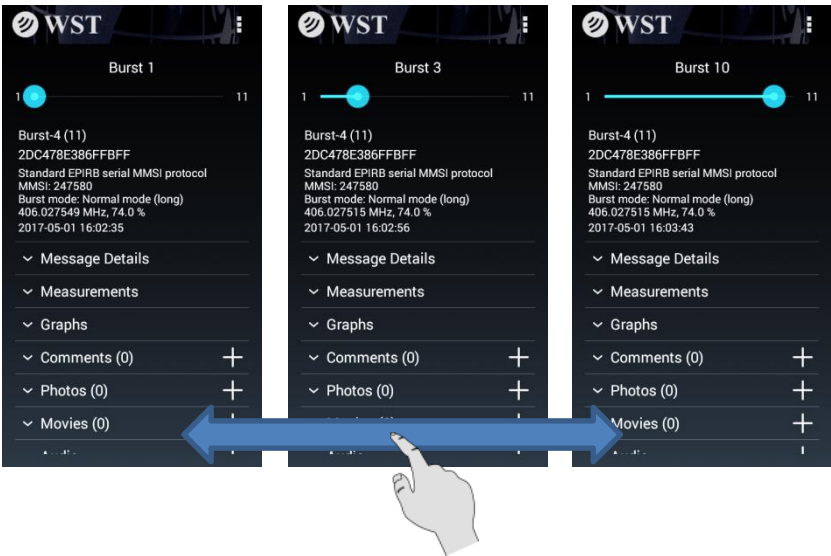 WST
Burst 1
1 11
Burst-4 (11)
2DC478E386FFBFF
Standard EPIRB serial MMSI protocol
MMSI: 247580
Burst mode: Normal mode (long)
406.027549 MHz, 74.0 %
2017-05-01 16:02:35
Message Details
Measurements
Graphs
Comments (0)
Photos (0)
Movies (0)
WST
Burst 3
1 11
Burst-4 (11)
2DC478E386FFBFF
Standard EPIRB serial MMSI protocol
MMSI: 247580
Burst mode: Normal mode (long)
406.027515 MHz, 74.0 %
2017-05-01 16:02:56
Message Details
Measurements
Graphs
Comments (0)
Photos (0)
WST
Burst 10
1 11
Burst-4 (11)
2DC478E386FFBFF
Standard EPIRB serial MMSI protocol
MMSI: 247580
Burst mode: Normal mode (long)
406.027515 MHz, 74.0 %
2017-05-01 16:03:43
Message Details
Measurements
Graphs
Comments (0)
Photos (0)
Movies (0)